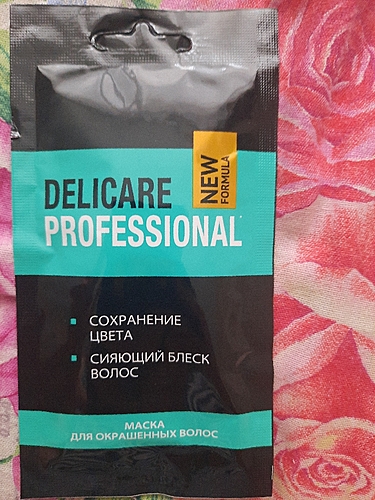 NEW
FORMULA
DELICARE
PROFESSIONAL
СОХРАНЕНИЕ
ЦВЕТА
СИЯЮЩИЙ БЛЕСК
ВОЛОС
МАСКА
ДЛЯ ОКРАШЕННЫХ ВОЛОС